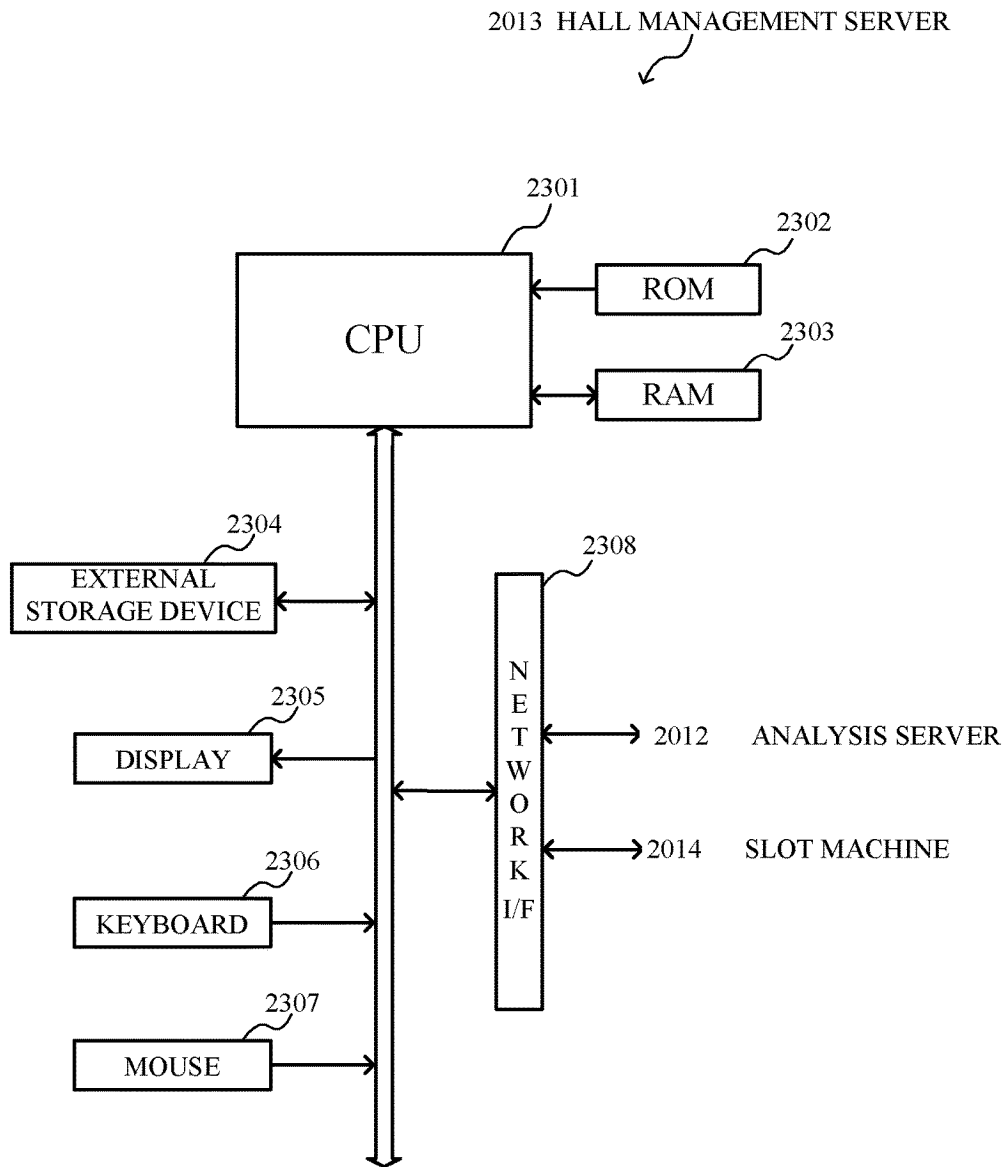 2013 HALL MANAGEMENT SERVER
2301
2302
CPU
ROM
2303
RAM
2304
EXTERNAL
STORAGE DEVICE
2308
NETWORK I/F
2305
DISPLAY
2012 ANALYSIS SERVER
2014 SLOT MACHINE
2306
KEYBOARD
2307
MOUSE